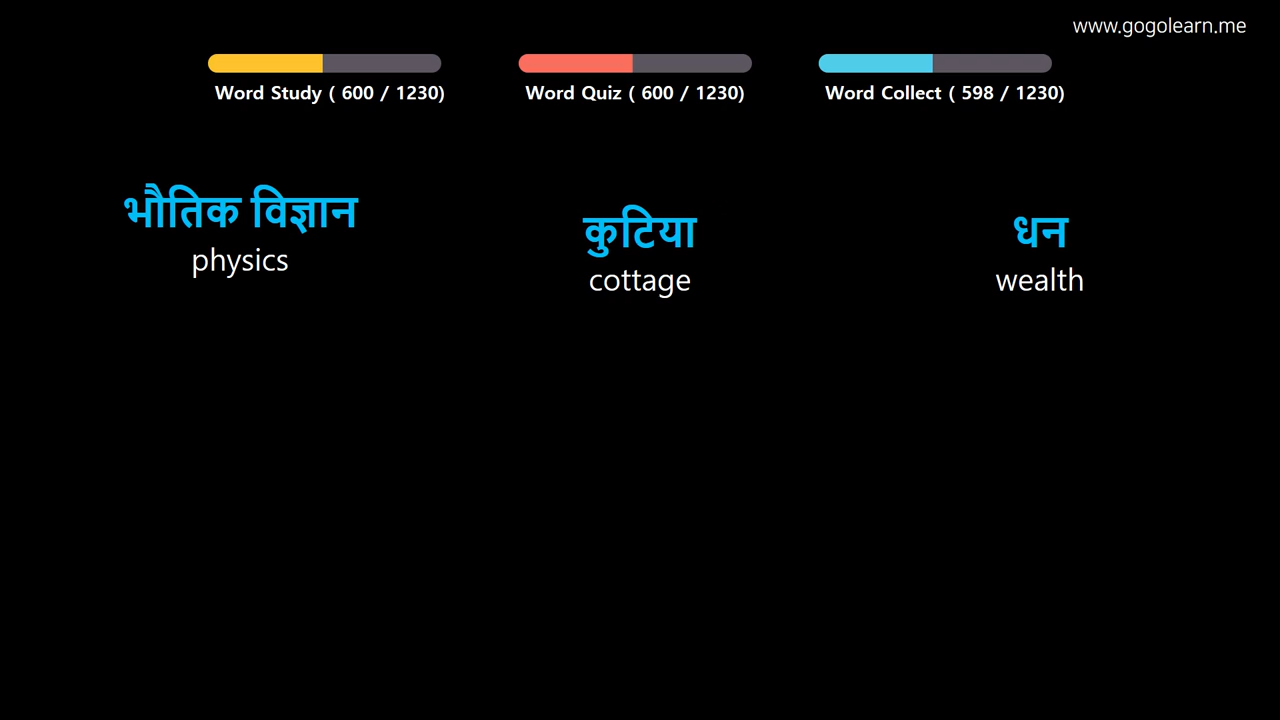 www.gogolearn.me
Word Study ( 600 / 1230)
Word Quiz ( 600 / 1230)
Word Collect ( 598 / 1230)
भौतिक विज्ञान
physics
कुटिया
cottage
धन
wealth